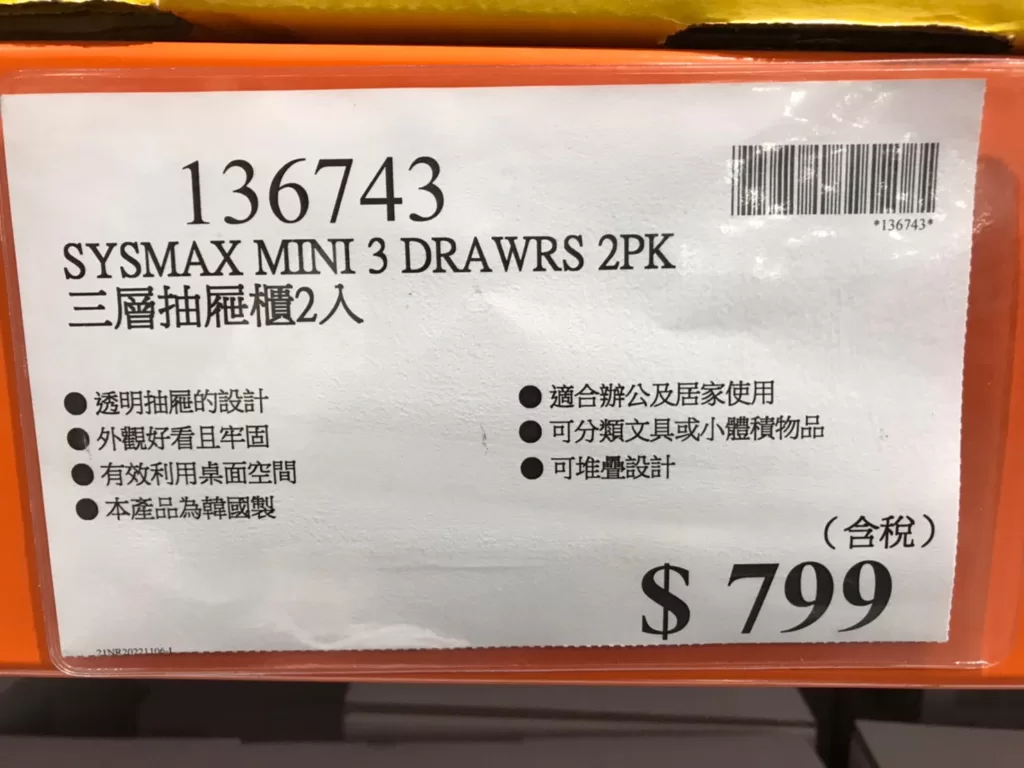 136743
*136743*
SYSMAX MINI 3 DRAWRS 2PK
三層抽屜櫃2入
●透明抽屜的設計
●外觀好看且牢固
●有效利用桌面空間
●本產品為韓國製
●適合辦公及居家使用
●可分類文具或小體積物品
●可堆疊設計
（含稅）
$ 799